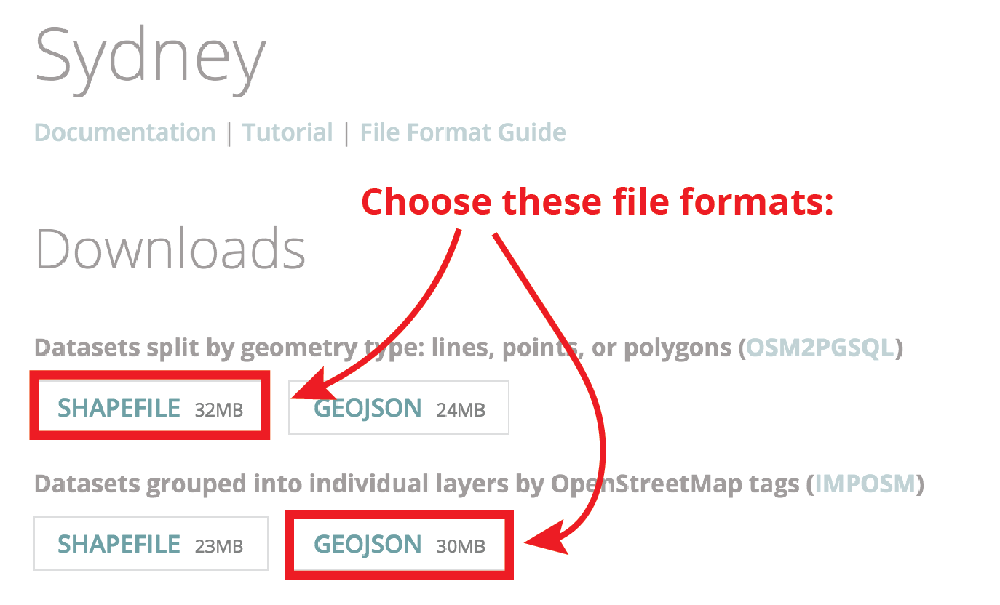 Sydney
Documentation | Tutorial | File Format Guide
Choose these file formats:
Downloads
Datasets split by geometry type: lines, points, or polygons (OSM2PGSQL)
SHAPEFILE 32MB GEOJSON 24MB
Datasets grouped into individual layers by OpenStreetMap tags (IMPOSM)
SHAPEFILE 23MB GEOJSON 30MB